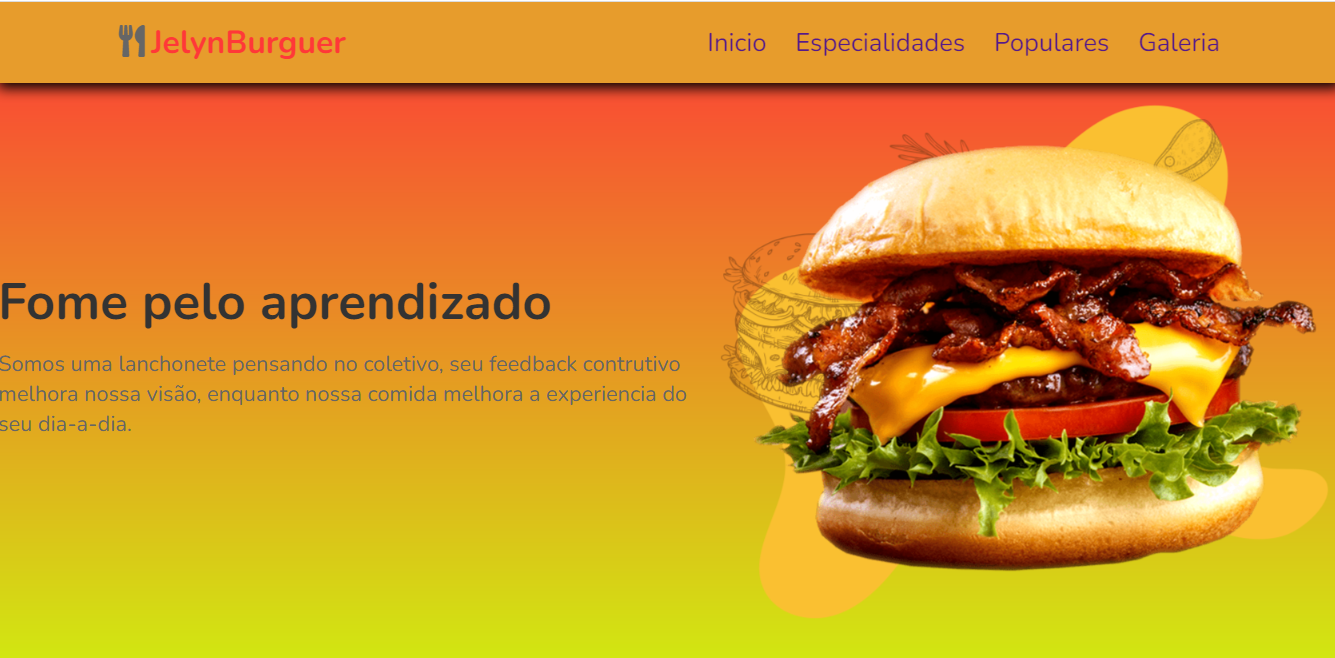 JelynBurguer
Inicio Especialidades Populares Galeria
Fome pelo aprendizado
Somos uma lanchonete pensando no coletivo, seu feedback contrutivo
melhora nossa visão, enquanto nossa comida melhora a experiencia do
seu dia-a-dia.